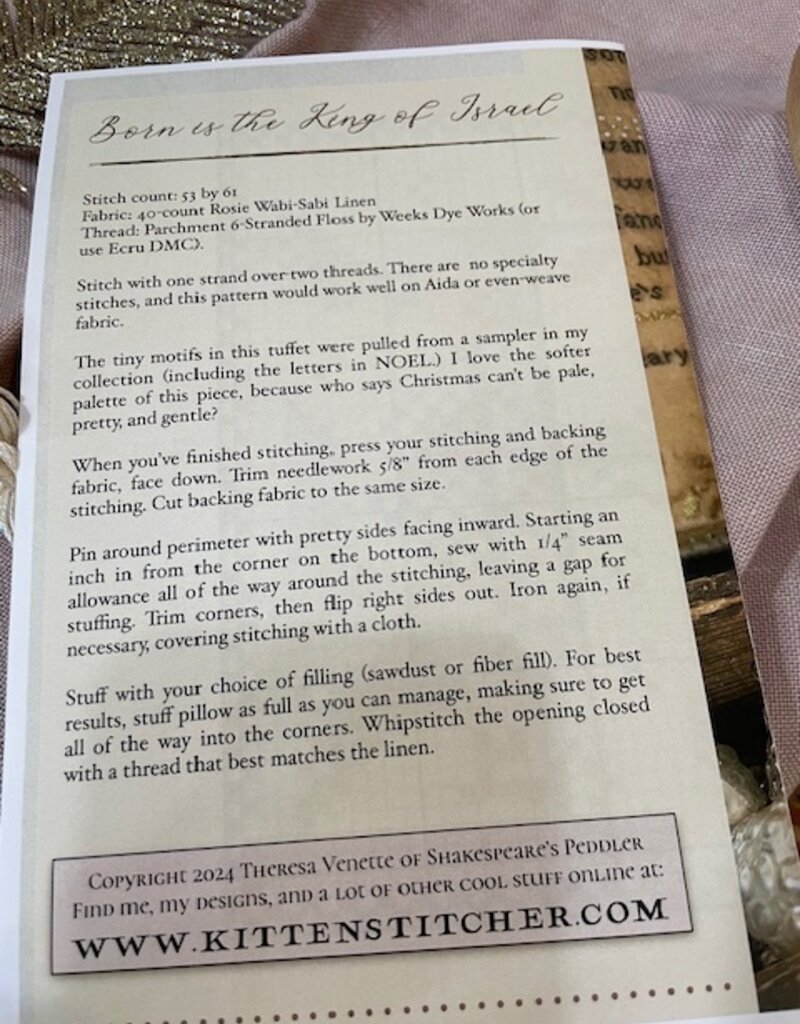 Born is the King of Israel
Stitch count: 53 by 61
Fabric: 40-count Rosie Wabi-Sabi Linen
Thread: Parchment 6-Stranded Floss by Weeks Dye Works (or
use Ecru DMC).
Stitch with one strand over two threads. There are no specialty
stitches, and this pattern would work well on Aida or even-weave
fabric.
The tiny motifs in this tuffet were pulled from a sampler in my
collection (including the letters in NOEL.) I love the softer
palette of this piece, because who says Christmas can't be pale,
pretty, and gentle?
When you've finished stitching, press your stitching and backing
fabric, face down. Trim needlework 5/8" from each edge of the
stitching. Cut backing fabric to the same size.
Pin around perimeter with pretty sides facing inward. Starting an
inch in from the corner on the bottom, sew with 1/4" seam
allowance all of the way around the stitching, leaving a gap for
stuffing. Trim corners, then flip right sides out. Iron again, if
necessary, covering stitching with a cloth.
Stuff with your choice of filling (sawdust or fiber fill). For best
results, stuff pillow as full as you can manage, making sure to get
all of the way into the corners. Whipstitch the opening closed
with a thread that best matches the linen.
Copyright 2024 Theresa Venette of Shakespeare's Peddler
Find me, my designs, and a lot of other cool stuff online at:
WWW.KITTENSTITCHER.COM